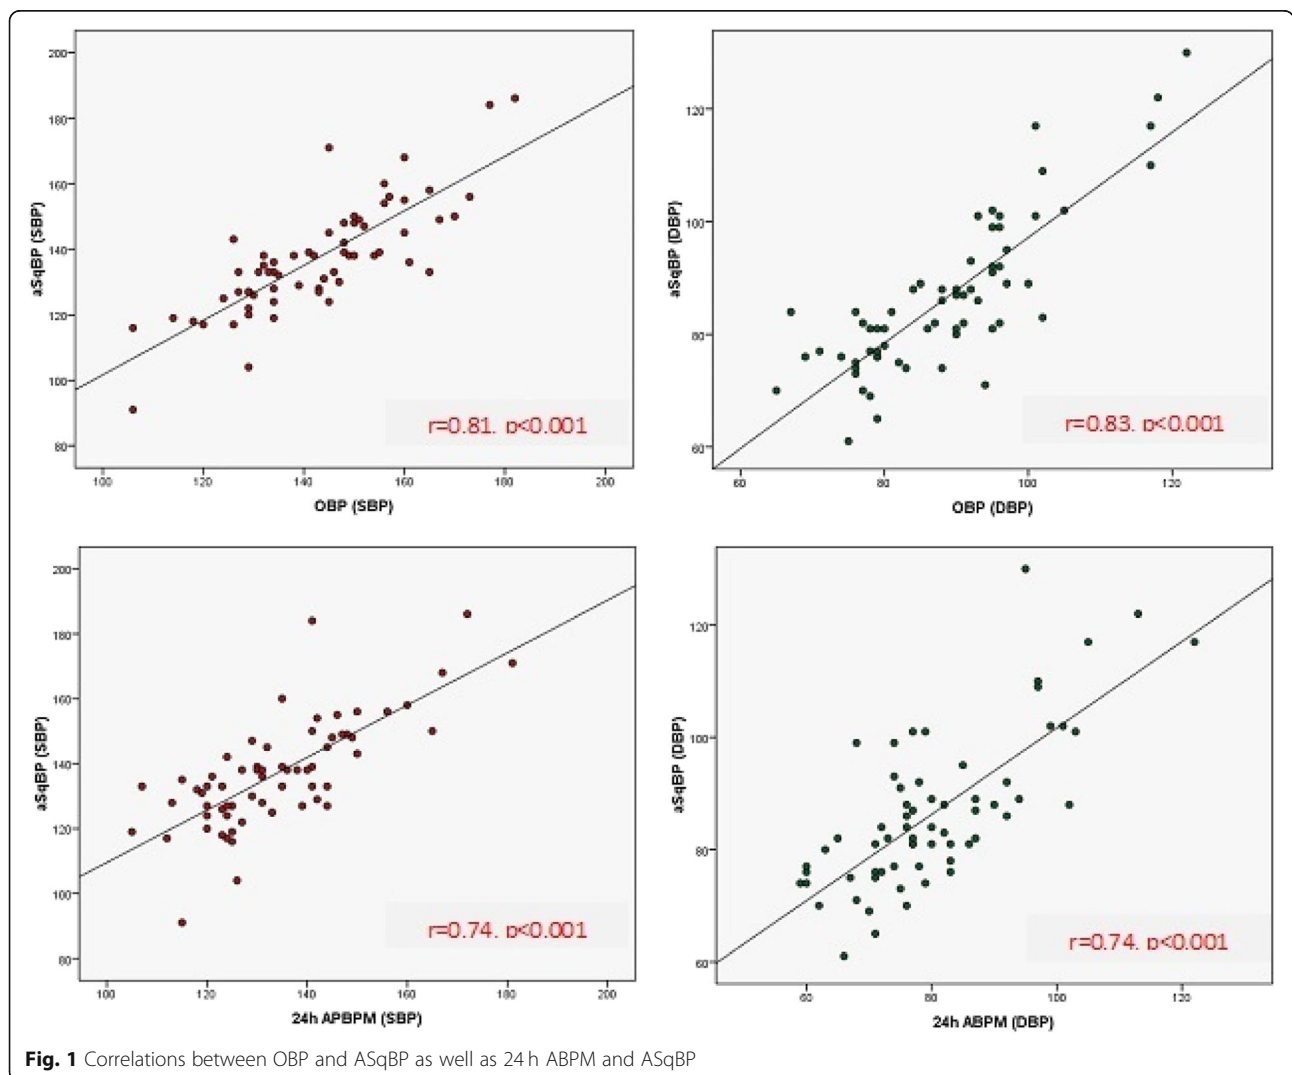 200
180
160
140
120
100
80
aSqBP (SBP)
r=0.81. p<0.001
100 120 140 160 180 200
OBP (SBP)
120
100
80
60
aSqBP (DBP)
r=0.83. p<0.001
60 80 100 120
OBP (DBP)
200
180
160
140
120
100
80
aSqBP (SBP)
r=0.74. p<0.001
100 120 140 160 180 200
24h APBPM (SBP)
120
100
80
60
aSqBP (DBP)
r=0.74. p<0.001
60 80 100 120
24h ABPM (DBP)
Fig. 1 Correlations between OBP and ASqBP as well as 24 h ABPM and ASqBP